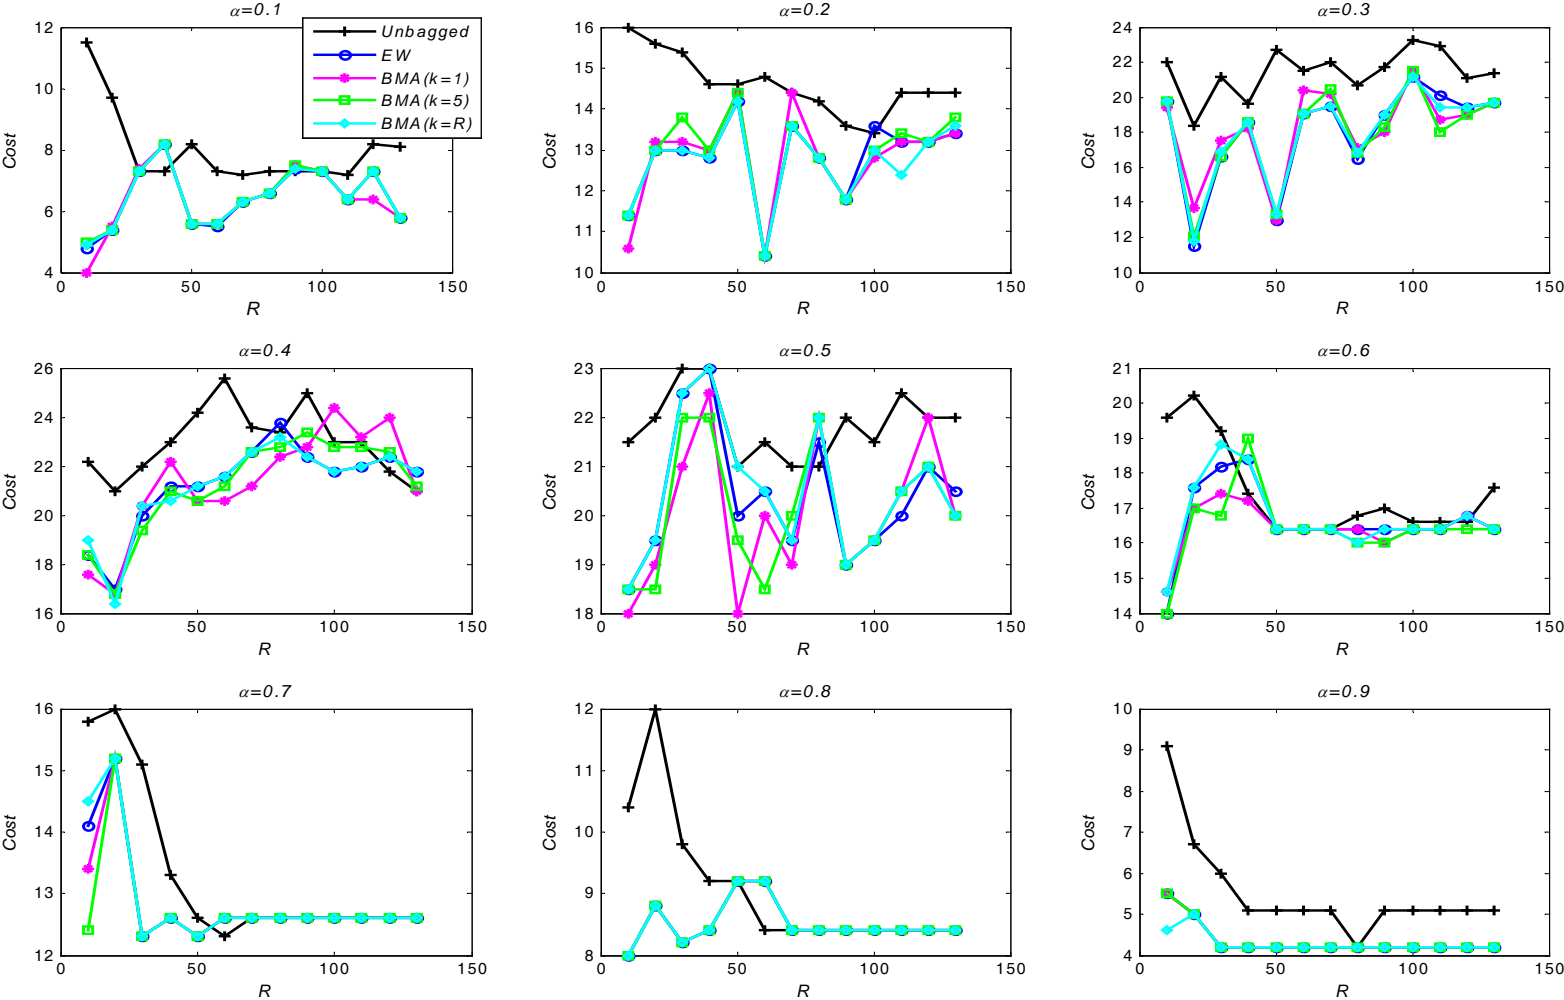 α=0.1
12
10
8
6
4
Cost
0
50
100
150
R
Unbagged
EW
BMA(k=1)
BMA(k=5)
BMA(k=R)
α=0.2
16
15
14
13
12
11
10
Cost
0
50
100
150
R
α=0.3
24
22
20
18
16
14
12
10
Cost
0
50
100
150
R
α=0.4
26
24
22
20
18
16
Cost
0
50
100
150
R
α=0.5
23
22
21
20
19
18
Cost
0
50
100
150
R
α=0.6
21
20
19
18
17
16
15
14
Cost
0
50
100
150
R
α=0.7
16
15
14
13
12
Cost
0
50
100
150
R
α=0.8
12
11
10
9
8
Cost
0
50
100
150
R
α=0.9
10
9
8
7
6
5
4
Cost
0
50
100
150
R